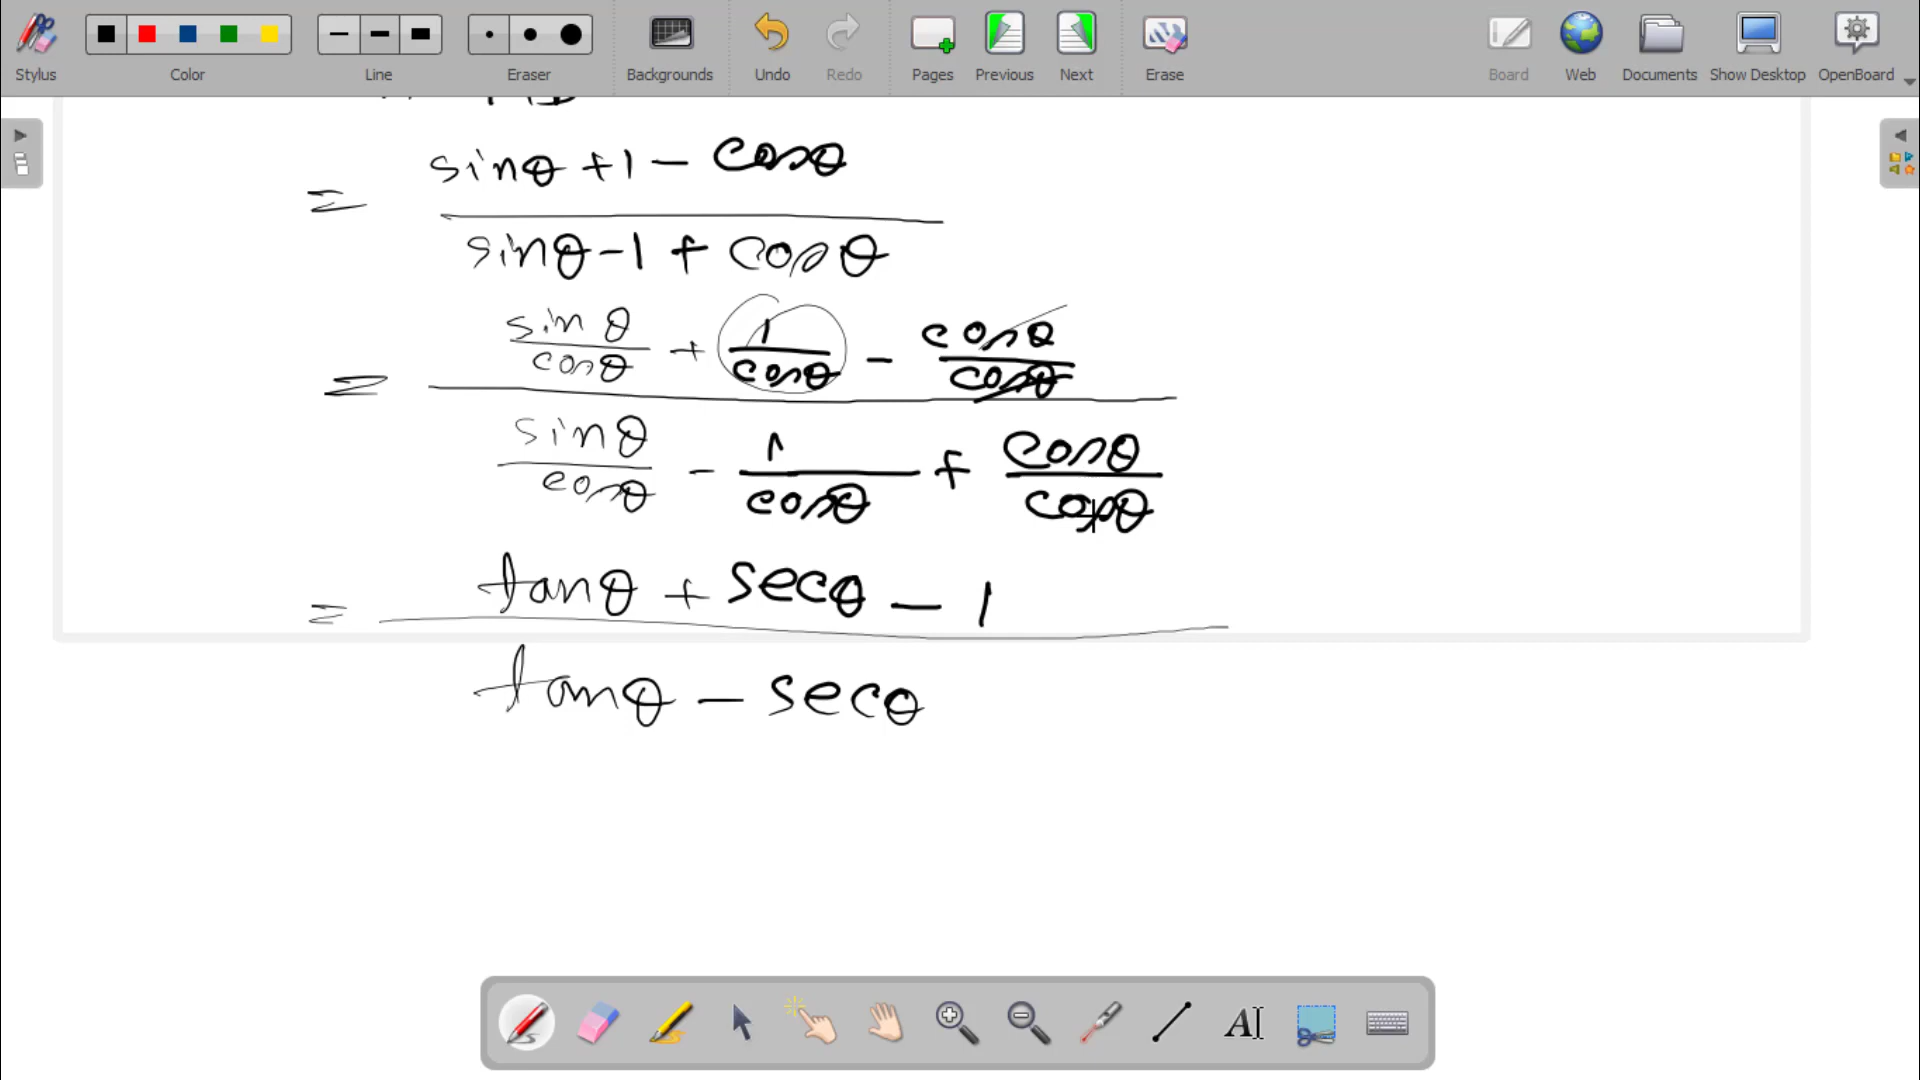 Stylus Color Line Eraser Backgrounds Undo Redo Pages Previous Next Erase Board Web Documents Show Desktop OpenBoard
= (sinθ + 1 − cosθ) / (sinθ − 1 + cosθ)
= (sinθ/cosθ + 1/cosθ − cosθ/cosθ) / (sinθ/cosθ − 1/cosθ + cosθ/cosθ)
= (tanθ + secθ − 1) / (tanθ − secθ